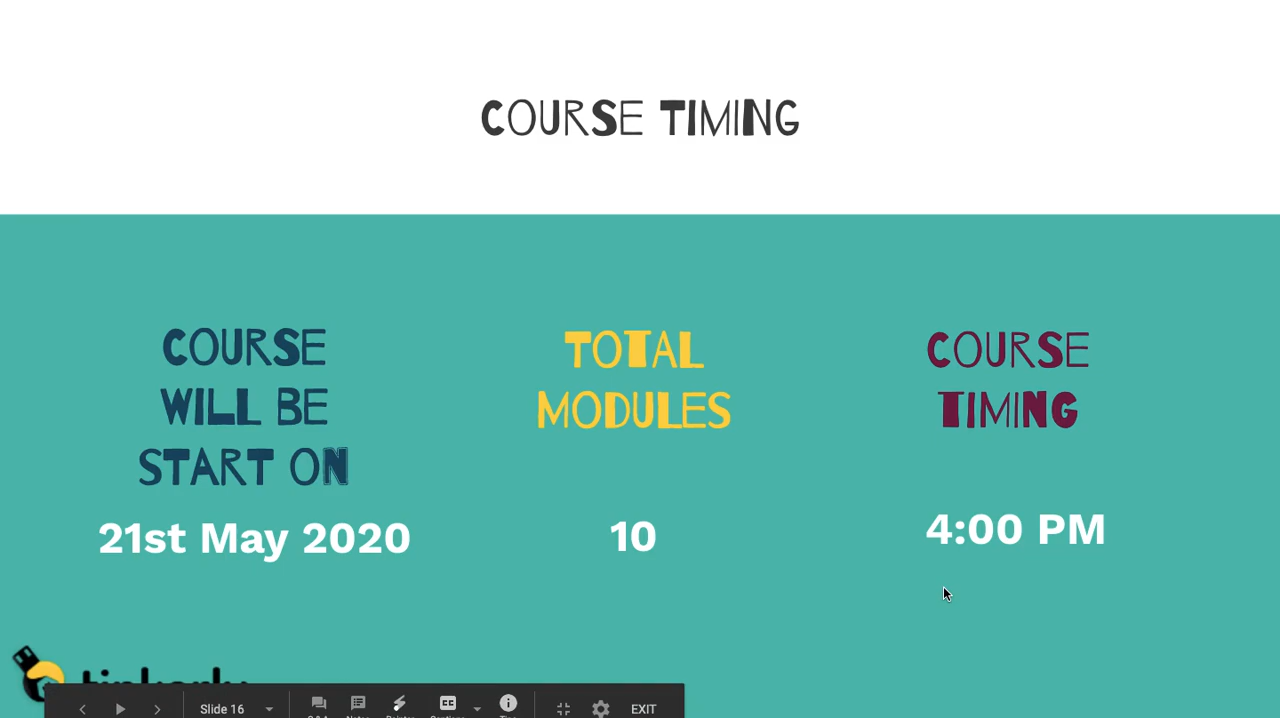 COURSE TIMING
COURSE
WILL BE
START ON
21st May 2020
TOTAL
MODULES
10
COURSE
TIMING
4:00 PM
Slide 16
CC
EXIT